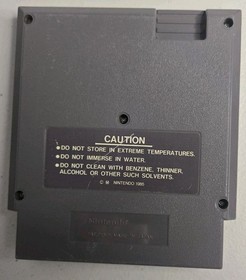 CAUTION
● DO NOT STORE IN EXTREME TEMPERATURES.
● DO NOT IMMERSE IN WATER.
● DO NOT CLEAN WITH BENZENE, THINNER,
ALCOHOL OR OTHER SUCH SOLVENTS.
© ® NINTENDO 1985